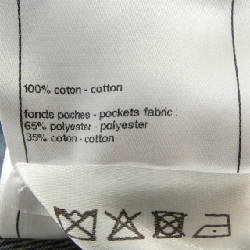 100% coton - cotton
fonds poches - pockets fabric :
65% polyester - polyester
35% coton - cotton